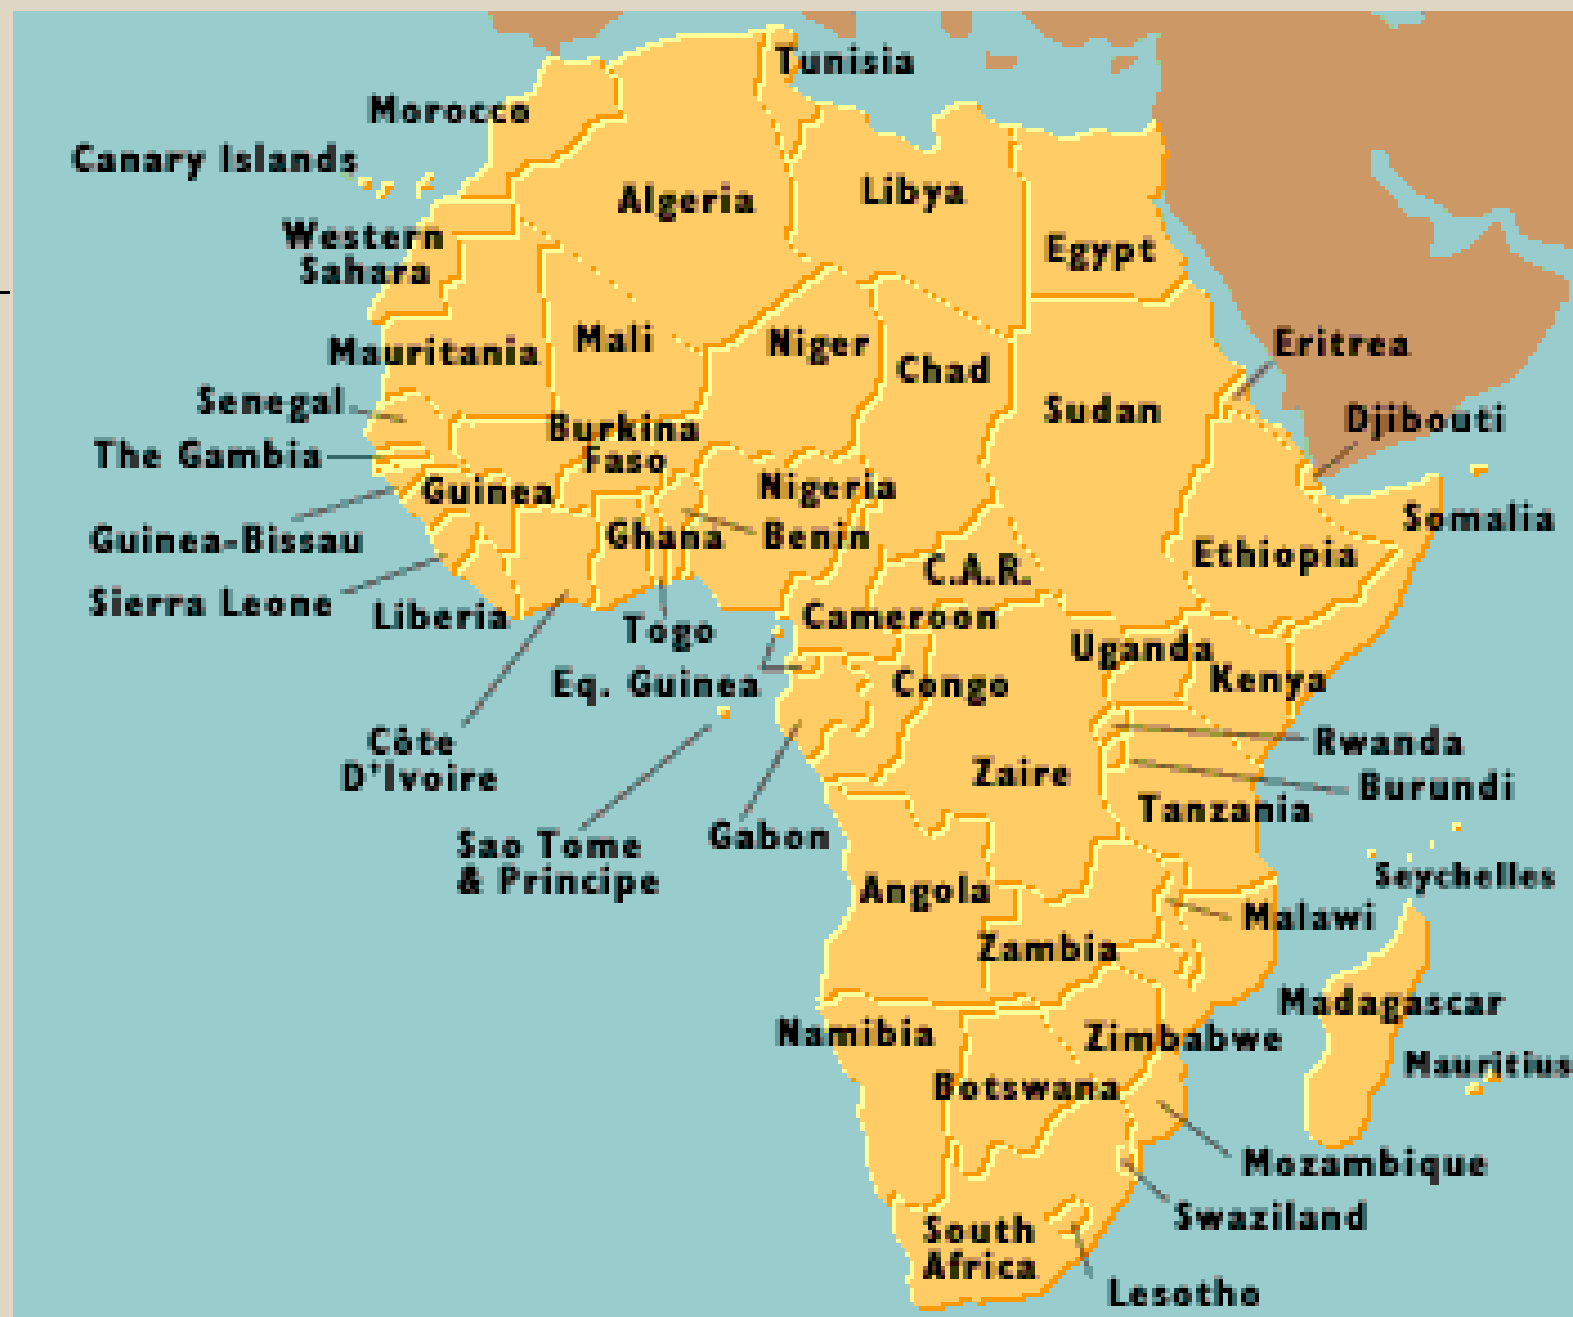 Tunisia
Morocco
Canary Islands
Algeria
Libya
Western
Sahara
Egypt
Mauritania
Mali
Niger
Chad
Eritrea
Senegal
Sudan
Djibouti
The Gambia
Burkina
Faso
Guinea
Nigeria
Somalia
Guinea-Bissau
Ghana
Benin
Ethiopia
C.A.R.
Sierra Leone
Liberia
Togo
Cameroon
Uganda
Eq. Guinea
Congo
Kenya
Côte
D'Ivoire
Rwanda
Zaire
Burundi
Tanzania
Sao Tome
& Principe
Gabon
Seychelles
Angola
Malawi
Zambia
Madagascar
Namibia
Zimbabwe
Mauritius
Botswana
Mozambique
Swaziland
South
Africa
Lesotho